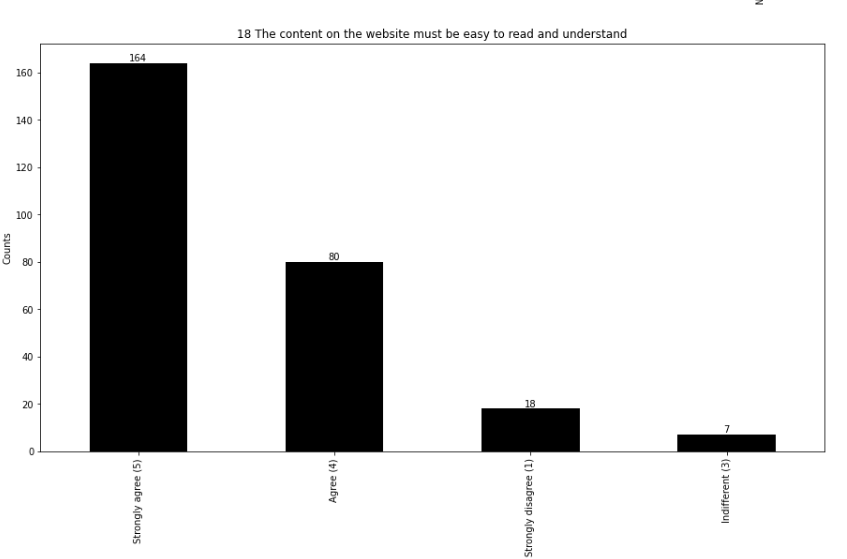 N
18 The content on the website must be easy to read and understand
164
160
140
120
100
80
80
60
40
20
18
7
0
Counts
Strongly agree (5)
Agree (4)
Strongly disagree (1)
Indifferent (3)